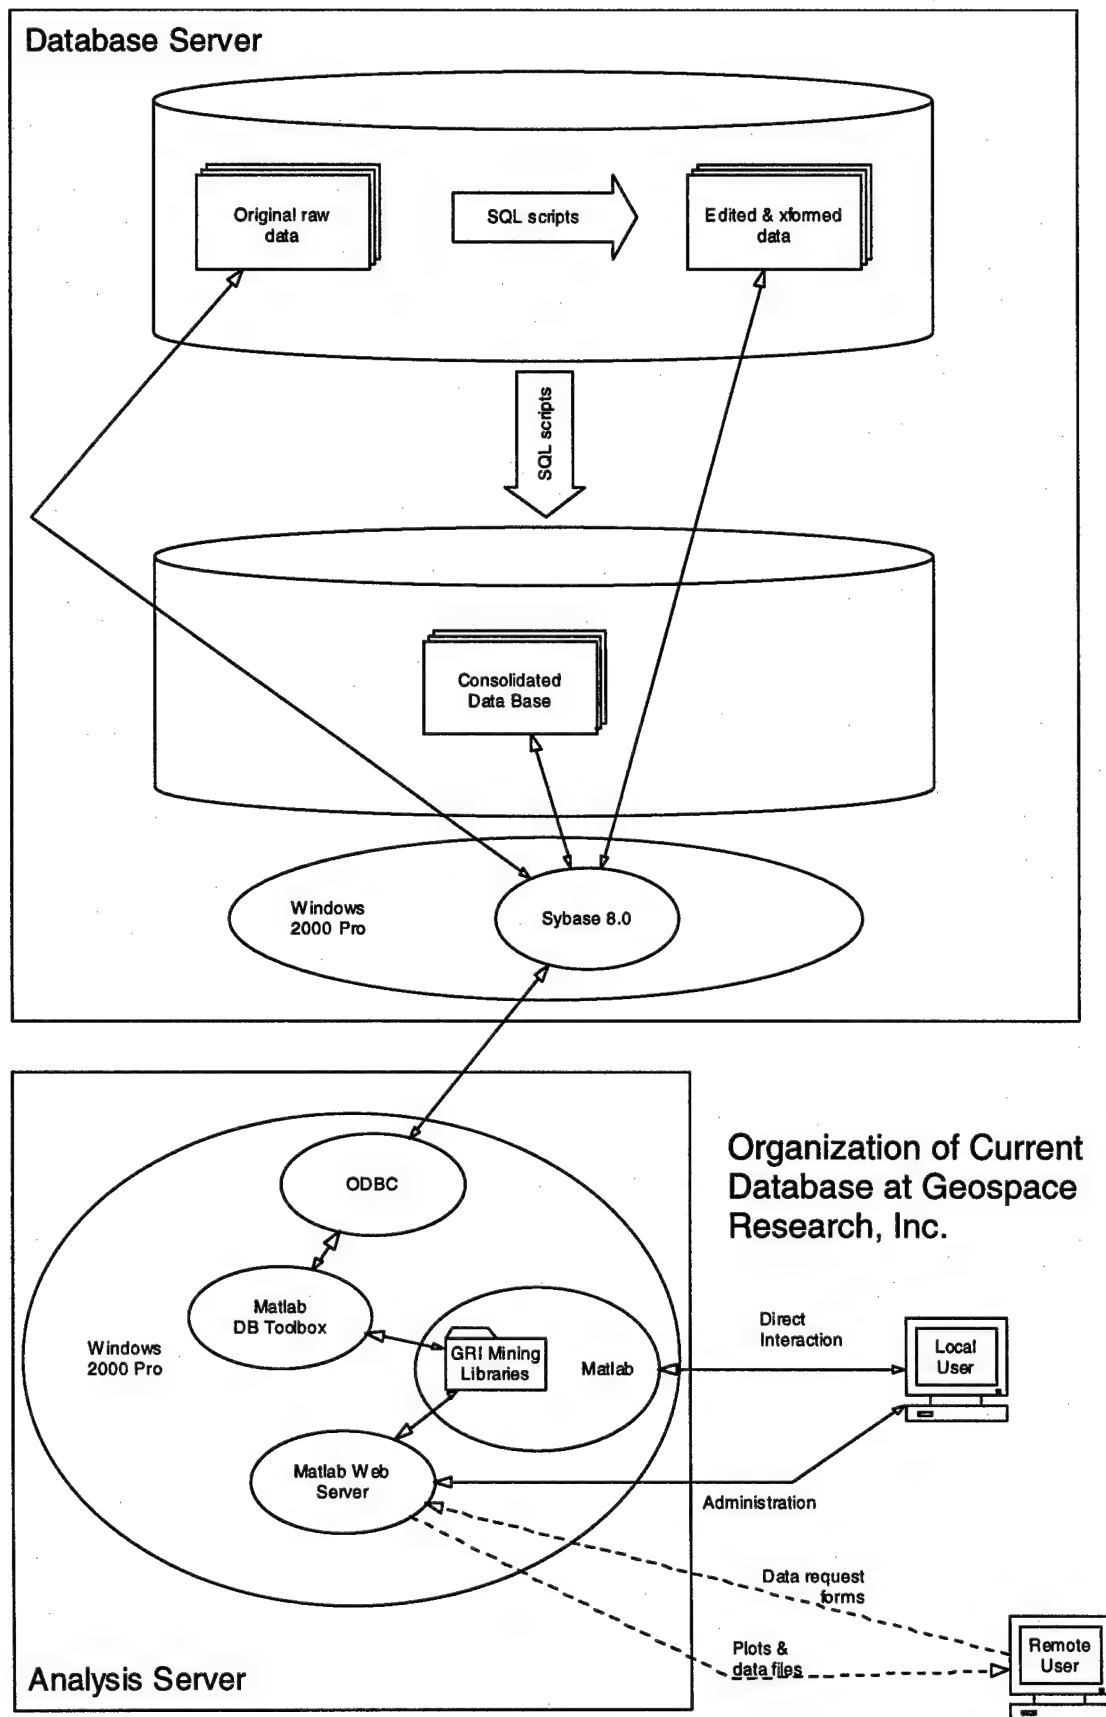 Database Server
Original raw
data
SQL scripts
Edited & xformed
data
SQL scripts
Consolidated
Data Base
Windows
2000 Pro
Sybase 8.0
ODBC
Organization of Current
Database at Geospace
Research, Inc.
Matlab
DB Toolbox
Windows
2000 Pro
GRI Mining
Libraries
Matlab
Direct
Interaction
Local
User
Matlab Web
Server
Administration
Data request
forms
Plots &
data files
Remote
User
Analysis Server